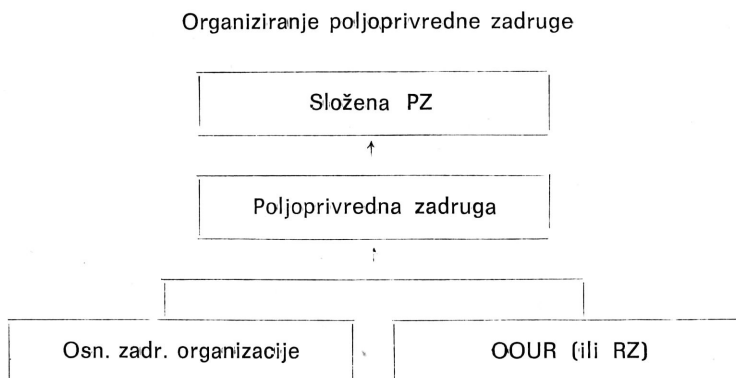 Organiziranje poljoprivredne zadruge
Složena PZ
Poljoprivredna zadruga
Osn. zadr. organizacije
OOUR (ili RZ)